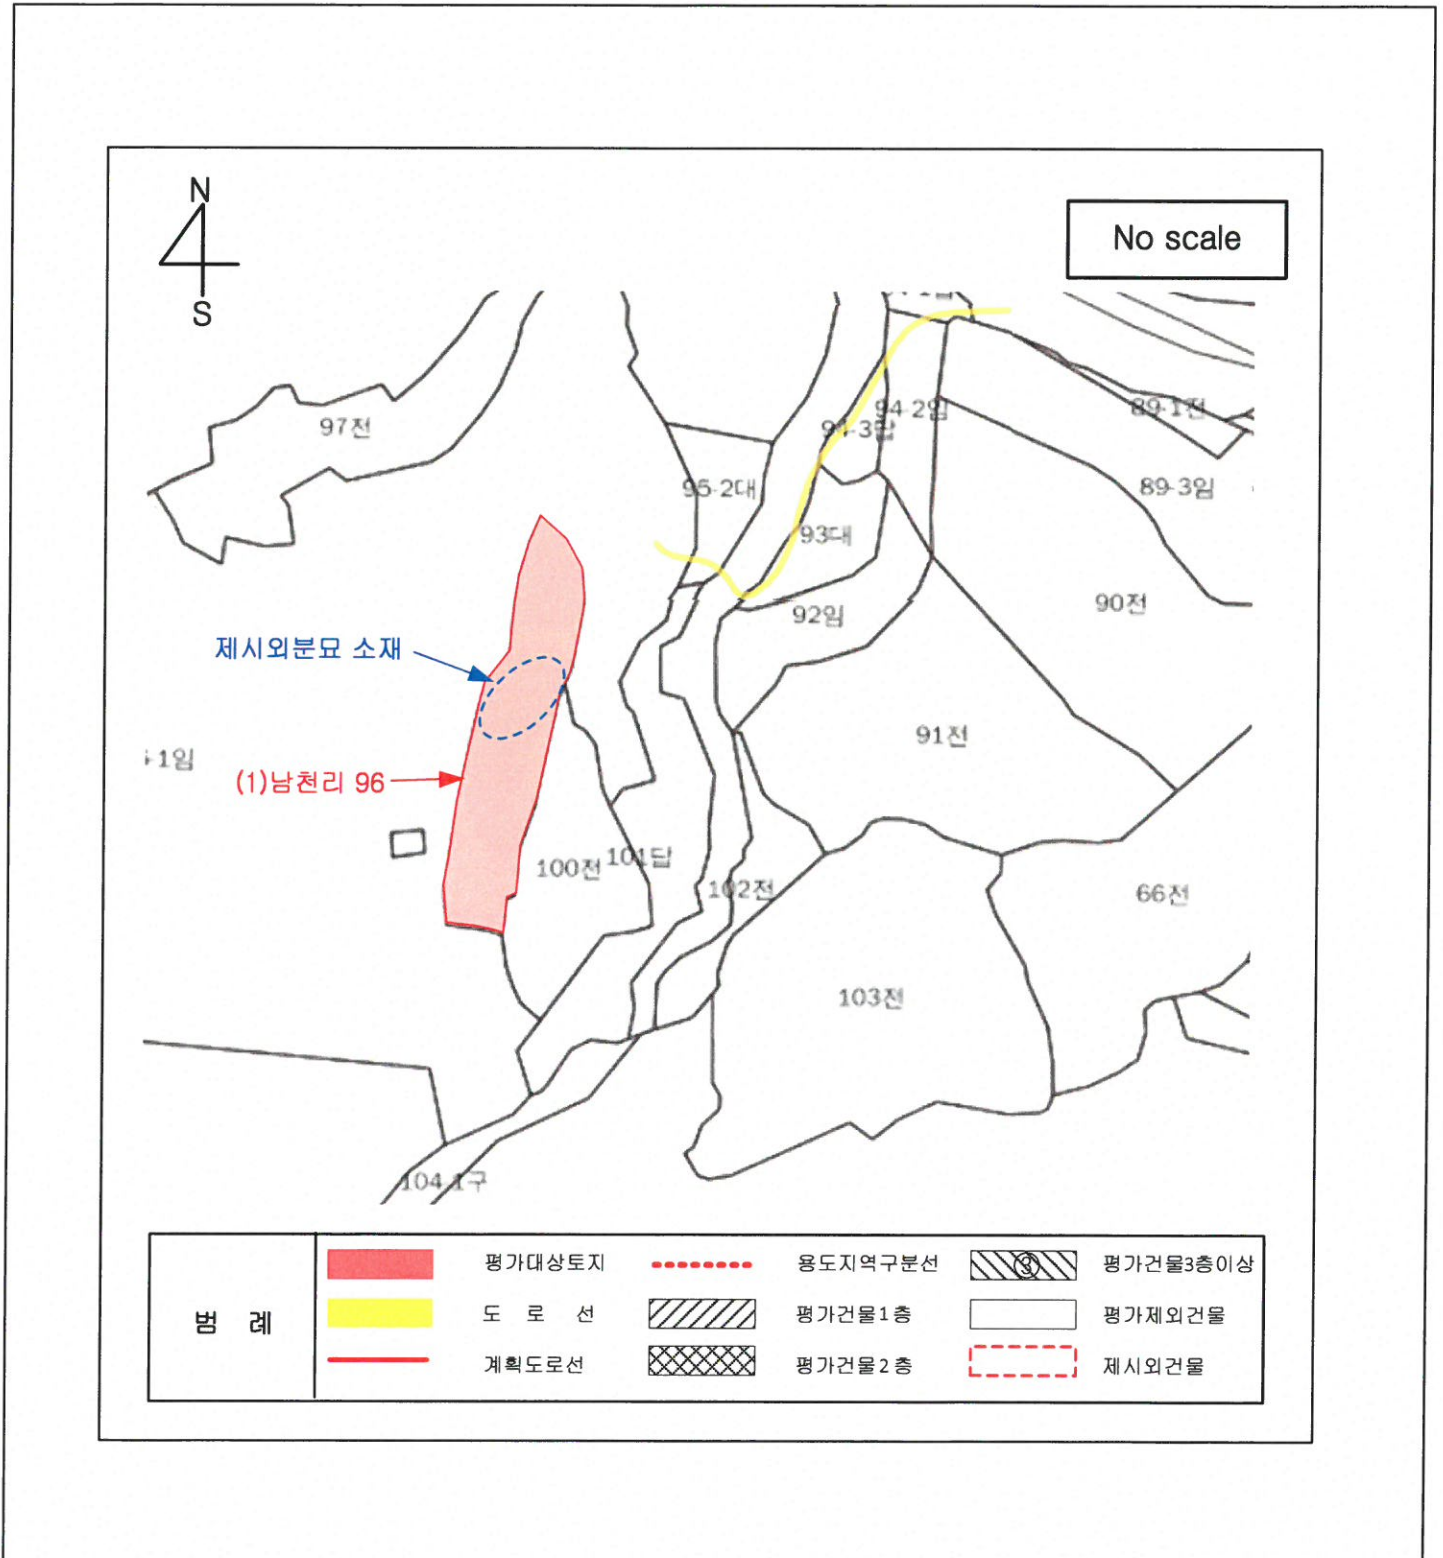 N
No scale
S
94-2임
89-1전
97전
94-3답
95-2대
89-3임
93대
90전
92임
제시외분묘 소재
91전
-1임
(1)남천리 96
101답
100전
102전
66전
103전
104-1구
범 례
평가대상토지
용도지역구분선
③
평가건물3층이상
도 로 선
평가건물1층
평가제외건물
계획도로선
평가건물2층
제시외건물